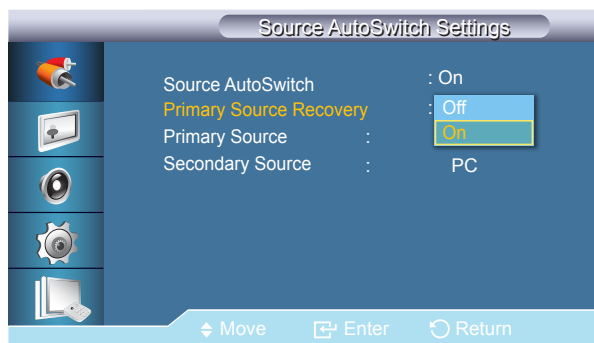 Source AutoSwitch Settings
Source AutoSwitch : On
Primary Source Recovery : Off
On
Primary Source :
Secondary Source : PC
Move Enter Return